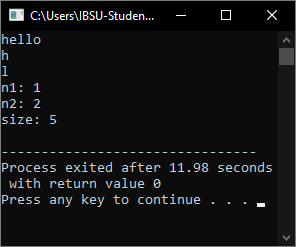 C:\Users\IBSU-Studen...
hello
h
l
n1: 1
n2: 2
size: 5
--------------------------------
Process exited after 11.98 seconds
with return value 0
Press any key to continue . . .